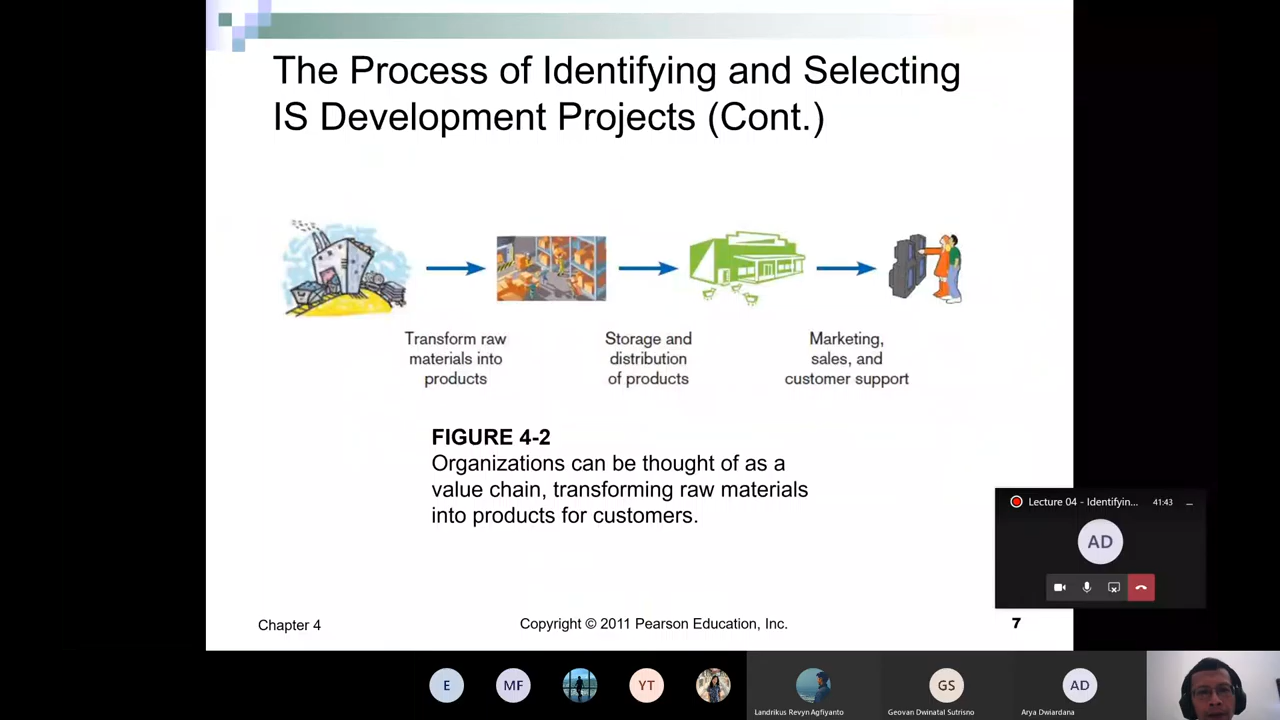 The Process of Identifying and Selecting
IS Development Projects (Cont.)
Transform raw
materials into
products
Storage and
distribution
of products
Marketing,
sales, and
customer support
FIGURE 4-2
Organizations can be thought of as a
value chain, transforming raw materials
into products for customers.
Lecture 04 - Identifyin... 41:43
AD
Chapter 4
Copyright © 2011 Pearson Education, Inc.
7
E
MF
YT
GS
AD
Landrikus Revyn Agfiyanto
Geovan Dwinatal Sutrisno
Arya Dwiardana